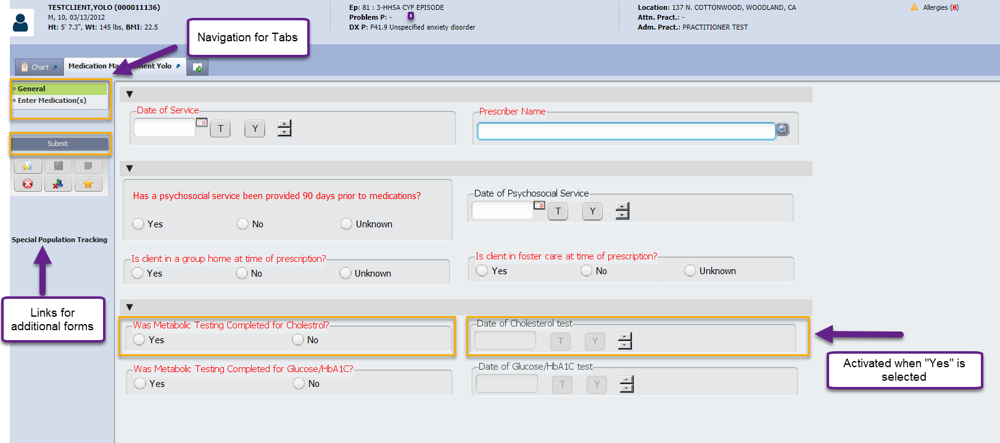 TESTCLIENT,YOLO (000011136)
M, 10, 03/13/2012
Ht: 5' 7.3", Wt: 145 lbs, BMI: 22.5
Ep: 81 : 3-HHSA CYF EPISODE
Problem P: -
DX P: F41.9 Unspecified anxiety disorder
Location: 137 N. COTTONWOOD, WOODLAND, CA
Attn. Pract.: -
Adm. Pract.: PRACTITIONER TEST
Allergies (8)
Navigation for Tabs
Chart
Medication Ma ement Yolo
General
Enter Medication(s)
Submit
Special Population Tracking
Links for
additional forms
Date of Service
T Y
Prescriber Name
Has a psychosocial service been provided 90 days prior to medications?
Yes No Unknown
Date of Psychosocial Service
T Y
Is client in a group home at time of prescription?
Yes No Unknown
Is client in foster care at time of prescription?
Yes No Unknown
Was Metabolic Testing Completed for Cholestrol?
Yes No
Date of Cholesterol test
T Y
Was Metabolic Testing Completed for Glucose/HbA1C?
Yes No
Date of Glucose/HbA1C test
T Y
Activated when "Yes" is
selected